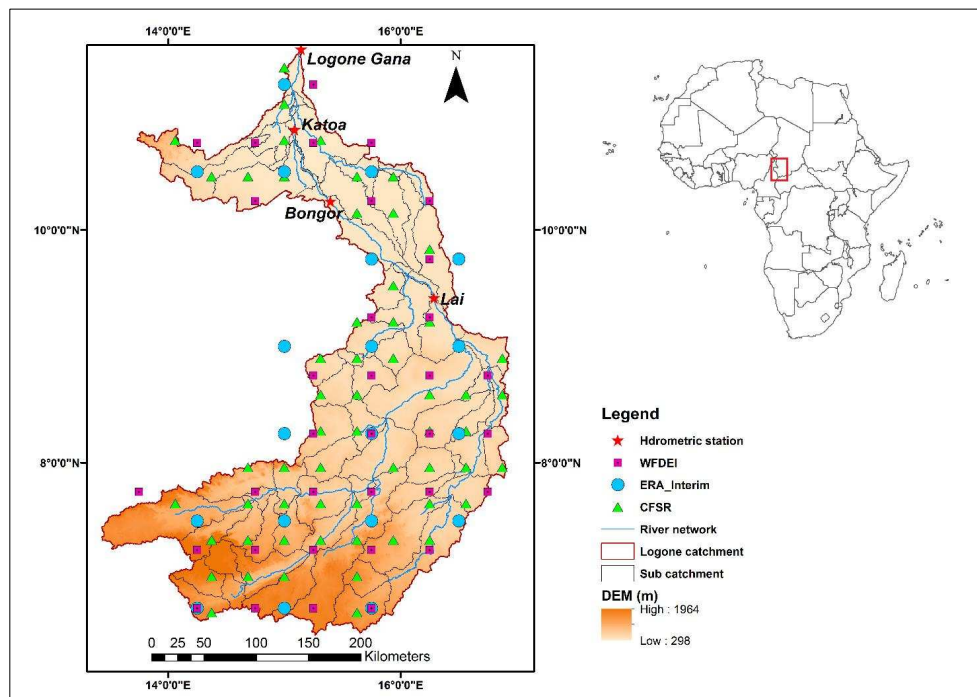 14°0'0"E
16°0'0"E
Logone Gana
N
Katoa
Bongor
10°0'0"N
10°0'0"N
Lai
8°0'0"N
8°0'0"N
Legend
Hdrometric station
WFDEI
ERA_Interim
CFSR
River network
Logone catchment
Sub catchment
DEM (m)
High : 1964
Low : 298
0 25 50 100 150 200
Kilometers
14°0'0"E
16°0'0"E